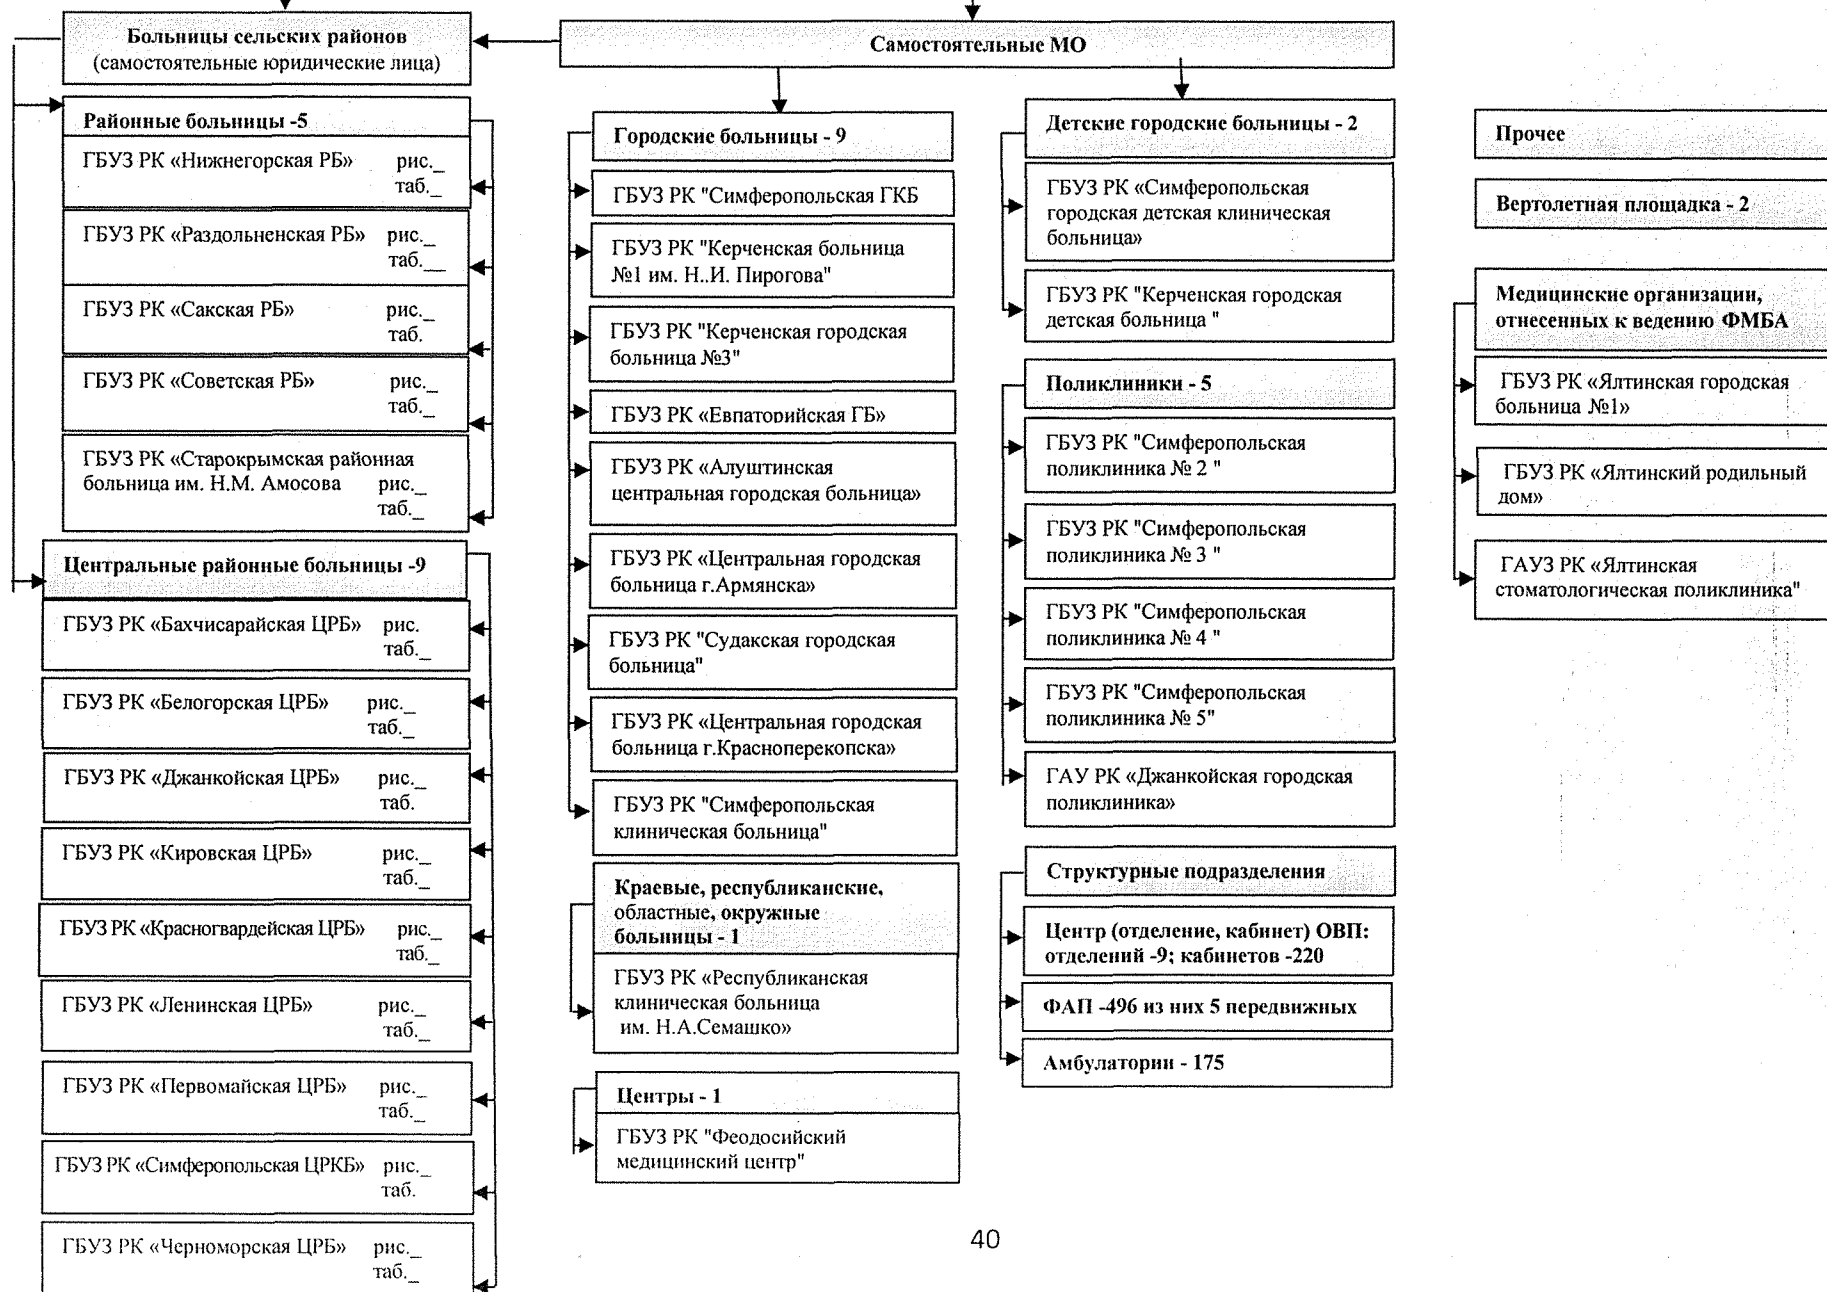 Больницы сельских районов
(самостоятельные юридические лица)
Самостоятельные МО
Районные больницы -5
ГБУЗ РК «Нижнегорская РБ» рис._
таб._
ГБУЗ РК «Раздольненская РБ» рис._
таб.__
ГБУЗ РК «Сакская РБ» рис._
таб.
ГБУЗ РК «Советская РБ» рис._
таб._
ГБУЗ РК «Старокрымская районная
больница им. Н.М. Амосова рис._
таб._
Центральные районные больницы -9
ГБУЗ РК «Бахчисарайская ЦРБ» рис.
таб._
ГБУЗ РК «Белогорская ЦРБ» рис._
таб._
ГБУЗ РК «Джанкойская ЦРБ» рис._
таб.
ГБУЗ РК «Кировская ЦРБ» рис._
таб._
ГБУЗ РК «Красногвардейская ЦРБ» рис._
таб._
ГБУЗ РК «Ленинская ЦРБ» рис._
таб._
ГБУЗ РК «Первомайская ЦРБ» рис._
таб._
ГБУЗ РК «Симферопольская ЦРКБ» рис._
таб.
ГБУЗ РК «Черноморская ЦРБ» рис._
таб._
Городские больницы - 9
ГБУЗ РК "Симферопольская ГКБ
ГБУЗ РК "Керченская больница
№1 им. Н..И. Пирогова"
ГБУЗ РК "Керченская городская
больница №3"
ГБУЗ РК «Евпаторийская ГБ»
ГБУЗ РК «Алуштинская
центральная городская больница»
ГБУЗ РК «Центральная городская
больница г.Армянска»
ГБУЗ РК "Судакская городская
больница"
ГБУЗ РК «Центральная городская
больница г.Красноперекопска»
ГБУЗ РК "Симферопольская
клиническая больница"
Краевые, республиканские,
областные, окружные
больницы - 1
ГБУЗ РК «Республиканская
клиническая больница
им. Н.А.Семашко»
Центры - 1
ГБУЗ РК "Феодосийский
медицинский центр"
Детские городские больницы - 2
ГБУЗ РК «Симферопольская
городская детская клиническая
больница»
ГБУЗ РК "Керченская городская
детская больница "
Поликлиники - 5
ГБУЗ РК "Симферопольская
поликлиника № 2 "
ГБУЗ РК "Симферопольская
поликлиника № 3 "
ГБУЗ РК "Симферопольская
поликлиника № 4 "
ГБУЗ РК "Симферопольская
поликлиника № 5"
ГАУ РК «Джанкойская городская
поликлиника»
Структурные подразделения
Центр (отделение, кабинет) ОВП:
отделений -9; кабинетов -220
ФАП -496 из них 5 передвижных
Амбулатории - 175
Прочее
Вертолетная площадка - 2
Медицинские организации,
отнесенных к ведению ФМБА
ГБУЗ РК «Ялтинская городская
больница №1»
ГБУЗ РК «Ялтинский родильный
дом»
ГАУЗ РК «Ялтинская
стоматологическая поликлиника"
40